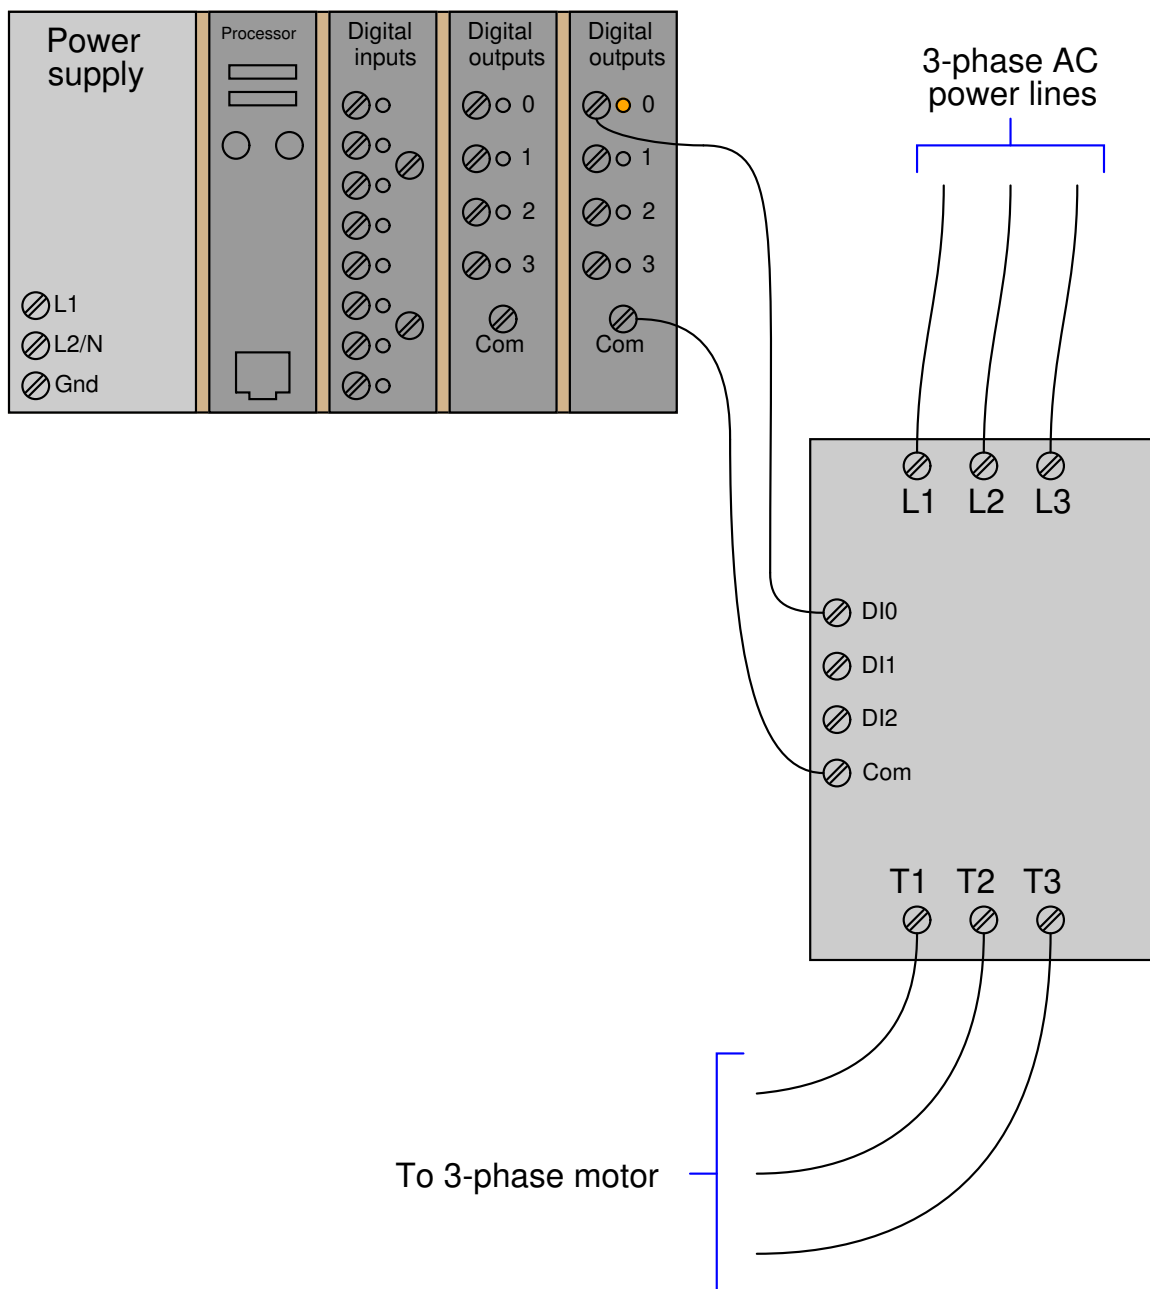 Power
supply
L1
L2/N
Gnd
Processor
Digital
inputs
Digital
outputs
0
1
2
3
Com
Digital
outputs
0
1
2
3
Com
3-phase AC
power lines
L1 L2 L3
DI0
DI1
DI2
Com
T1 T2 T3
To 3-phase motor